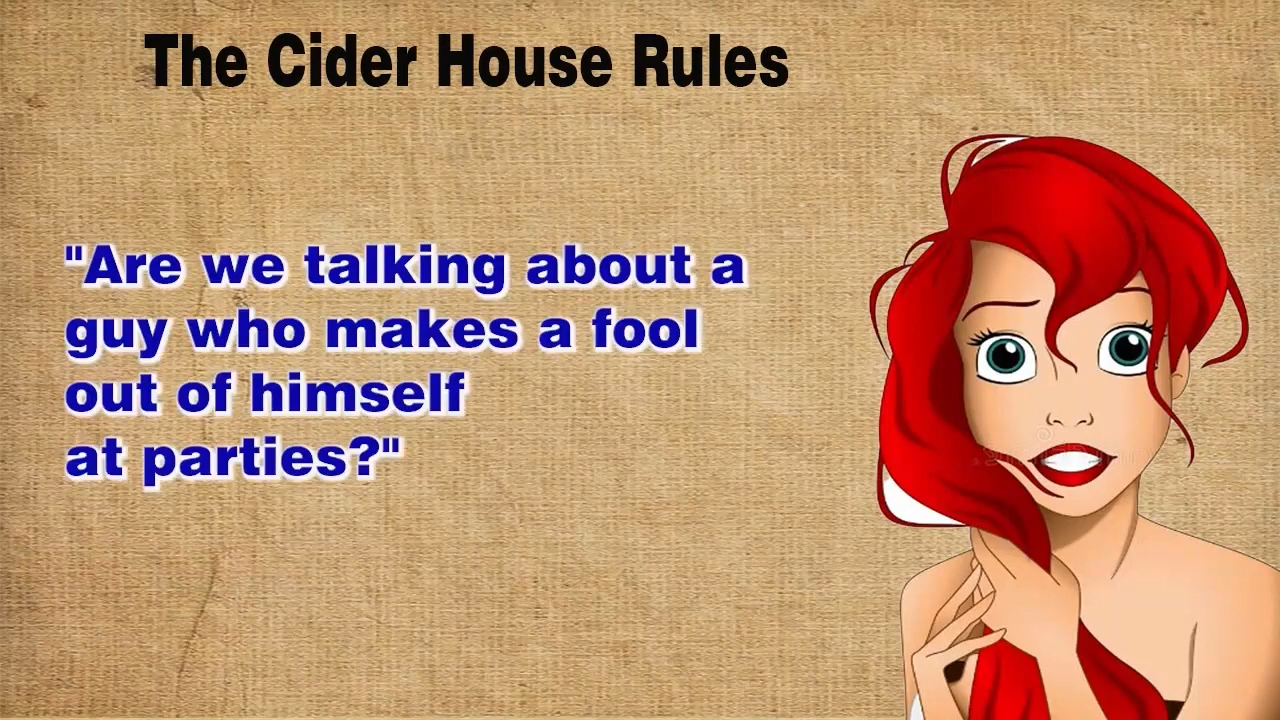 The Cider House Rules
"Are we talking about a
guy who makes a fool
out of himself
at parties?"